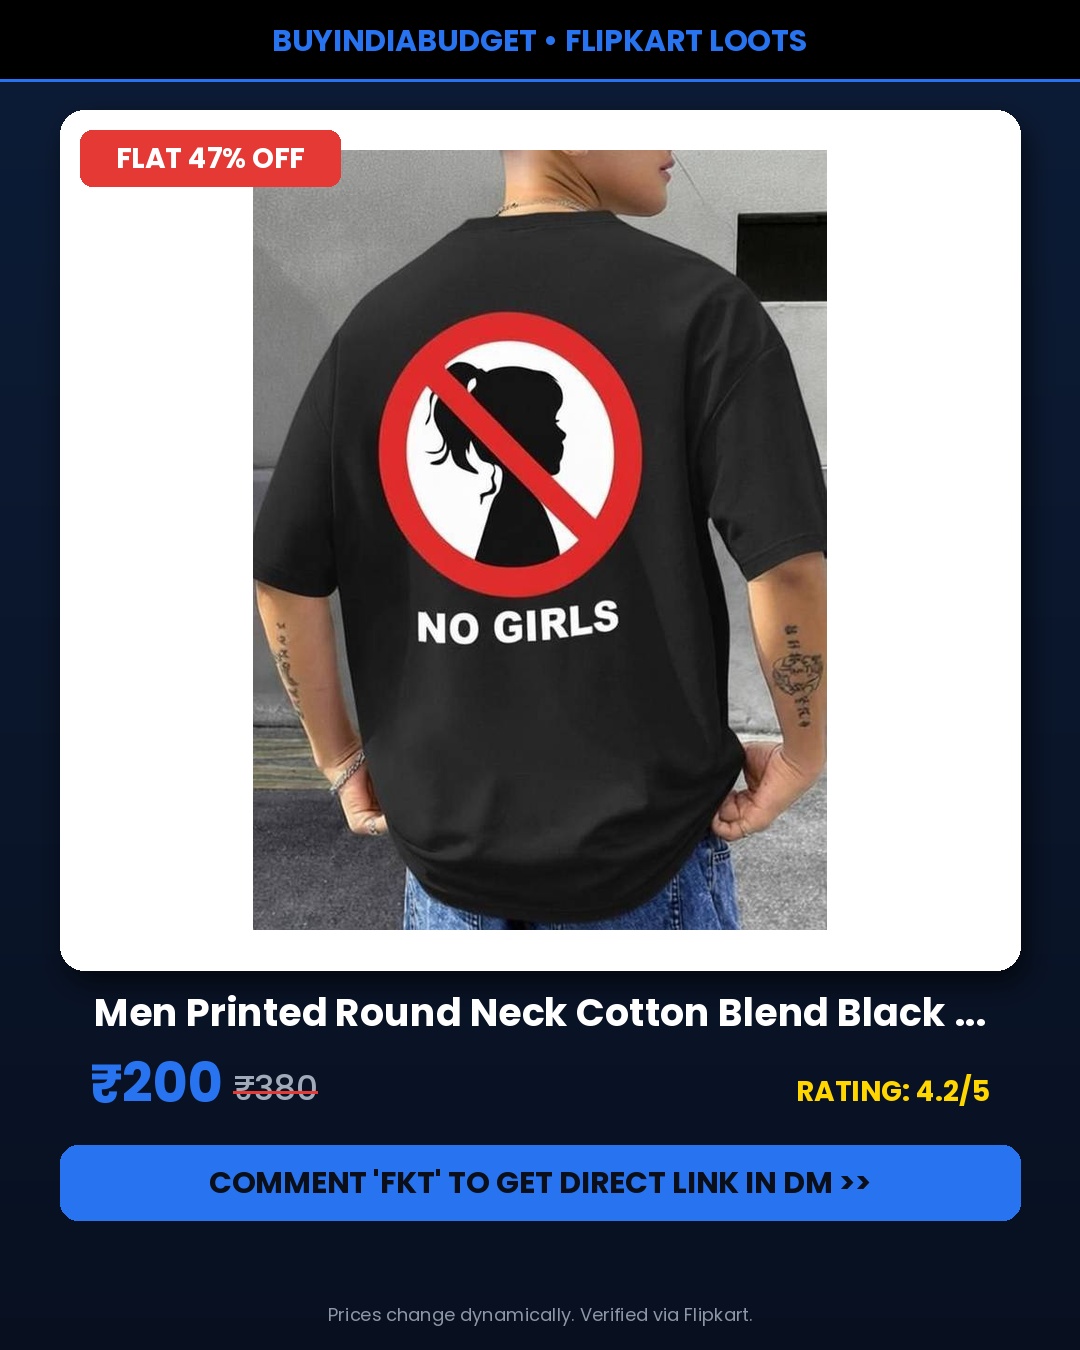 BUYINDIABUDGET • FLIPKART LOOTS
FLAT 47% OFF
NO GIRLS
Men Printed Round Neck Cotton Blend Black ...
₹200 ₹380
RATING: 4.2/5
COMMENT 'FKT' TO GET DIRECT LINK IN DM >>
Prices change dynamically. Verified via Flipkart.